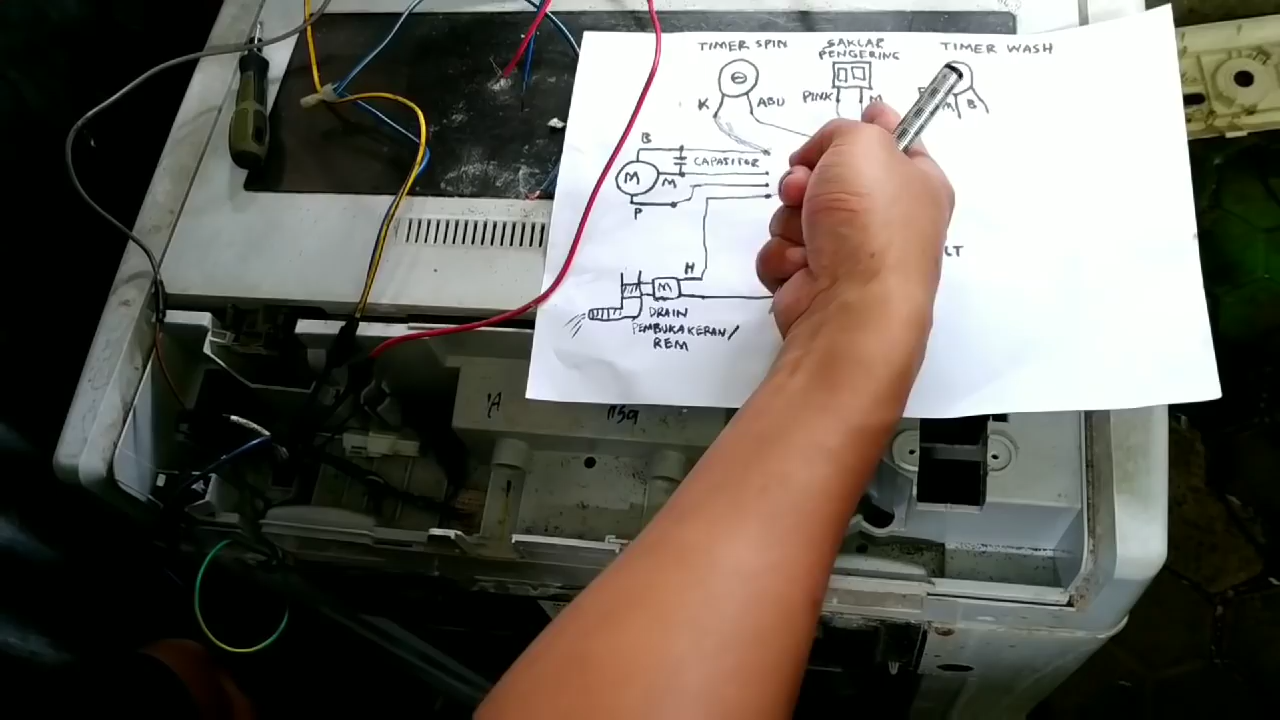 TIMER SPIN
SAKLAR PENGERING
TIMER WASH
K
ABU
PINK
M
B
B
CAPASITOR
M
M
P
H
M
DRAIN
PEMBUKA KERAN/
REM
LT